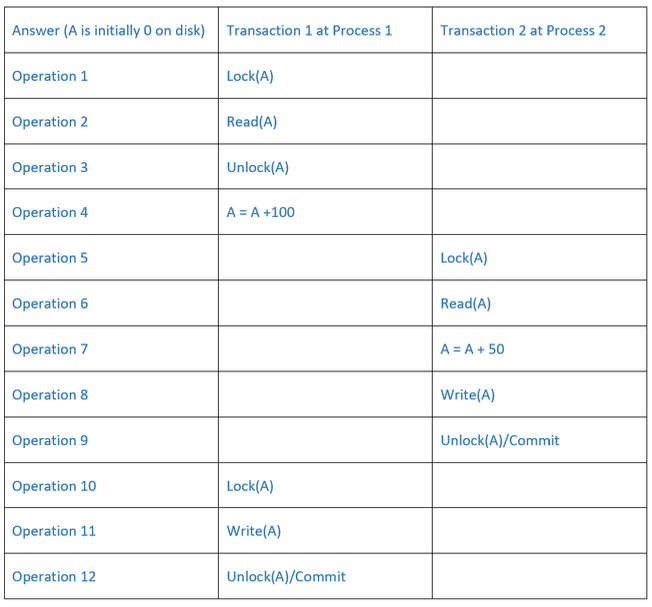 Answer (A is initially 0 on disk) Transaction 1 at Process 1 Transaction 2 at Process 2
Operation 1 Lock(A)
Operation 2 Read(A)
Operation 3 Unlock(A)
Operation 4 A = A +100
Operation 5 Lock(A)
Operation 6 Read(A)
Operation 7 A = A + 50
Operation 8 Write(A)
Operation 9 Unlock(A)/Commit
Operation 10 Lock(A)
Operation 11 Write(A)
Operation 12 Unlock(A)/Commit